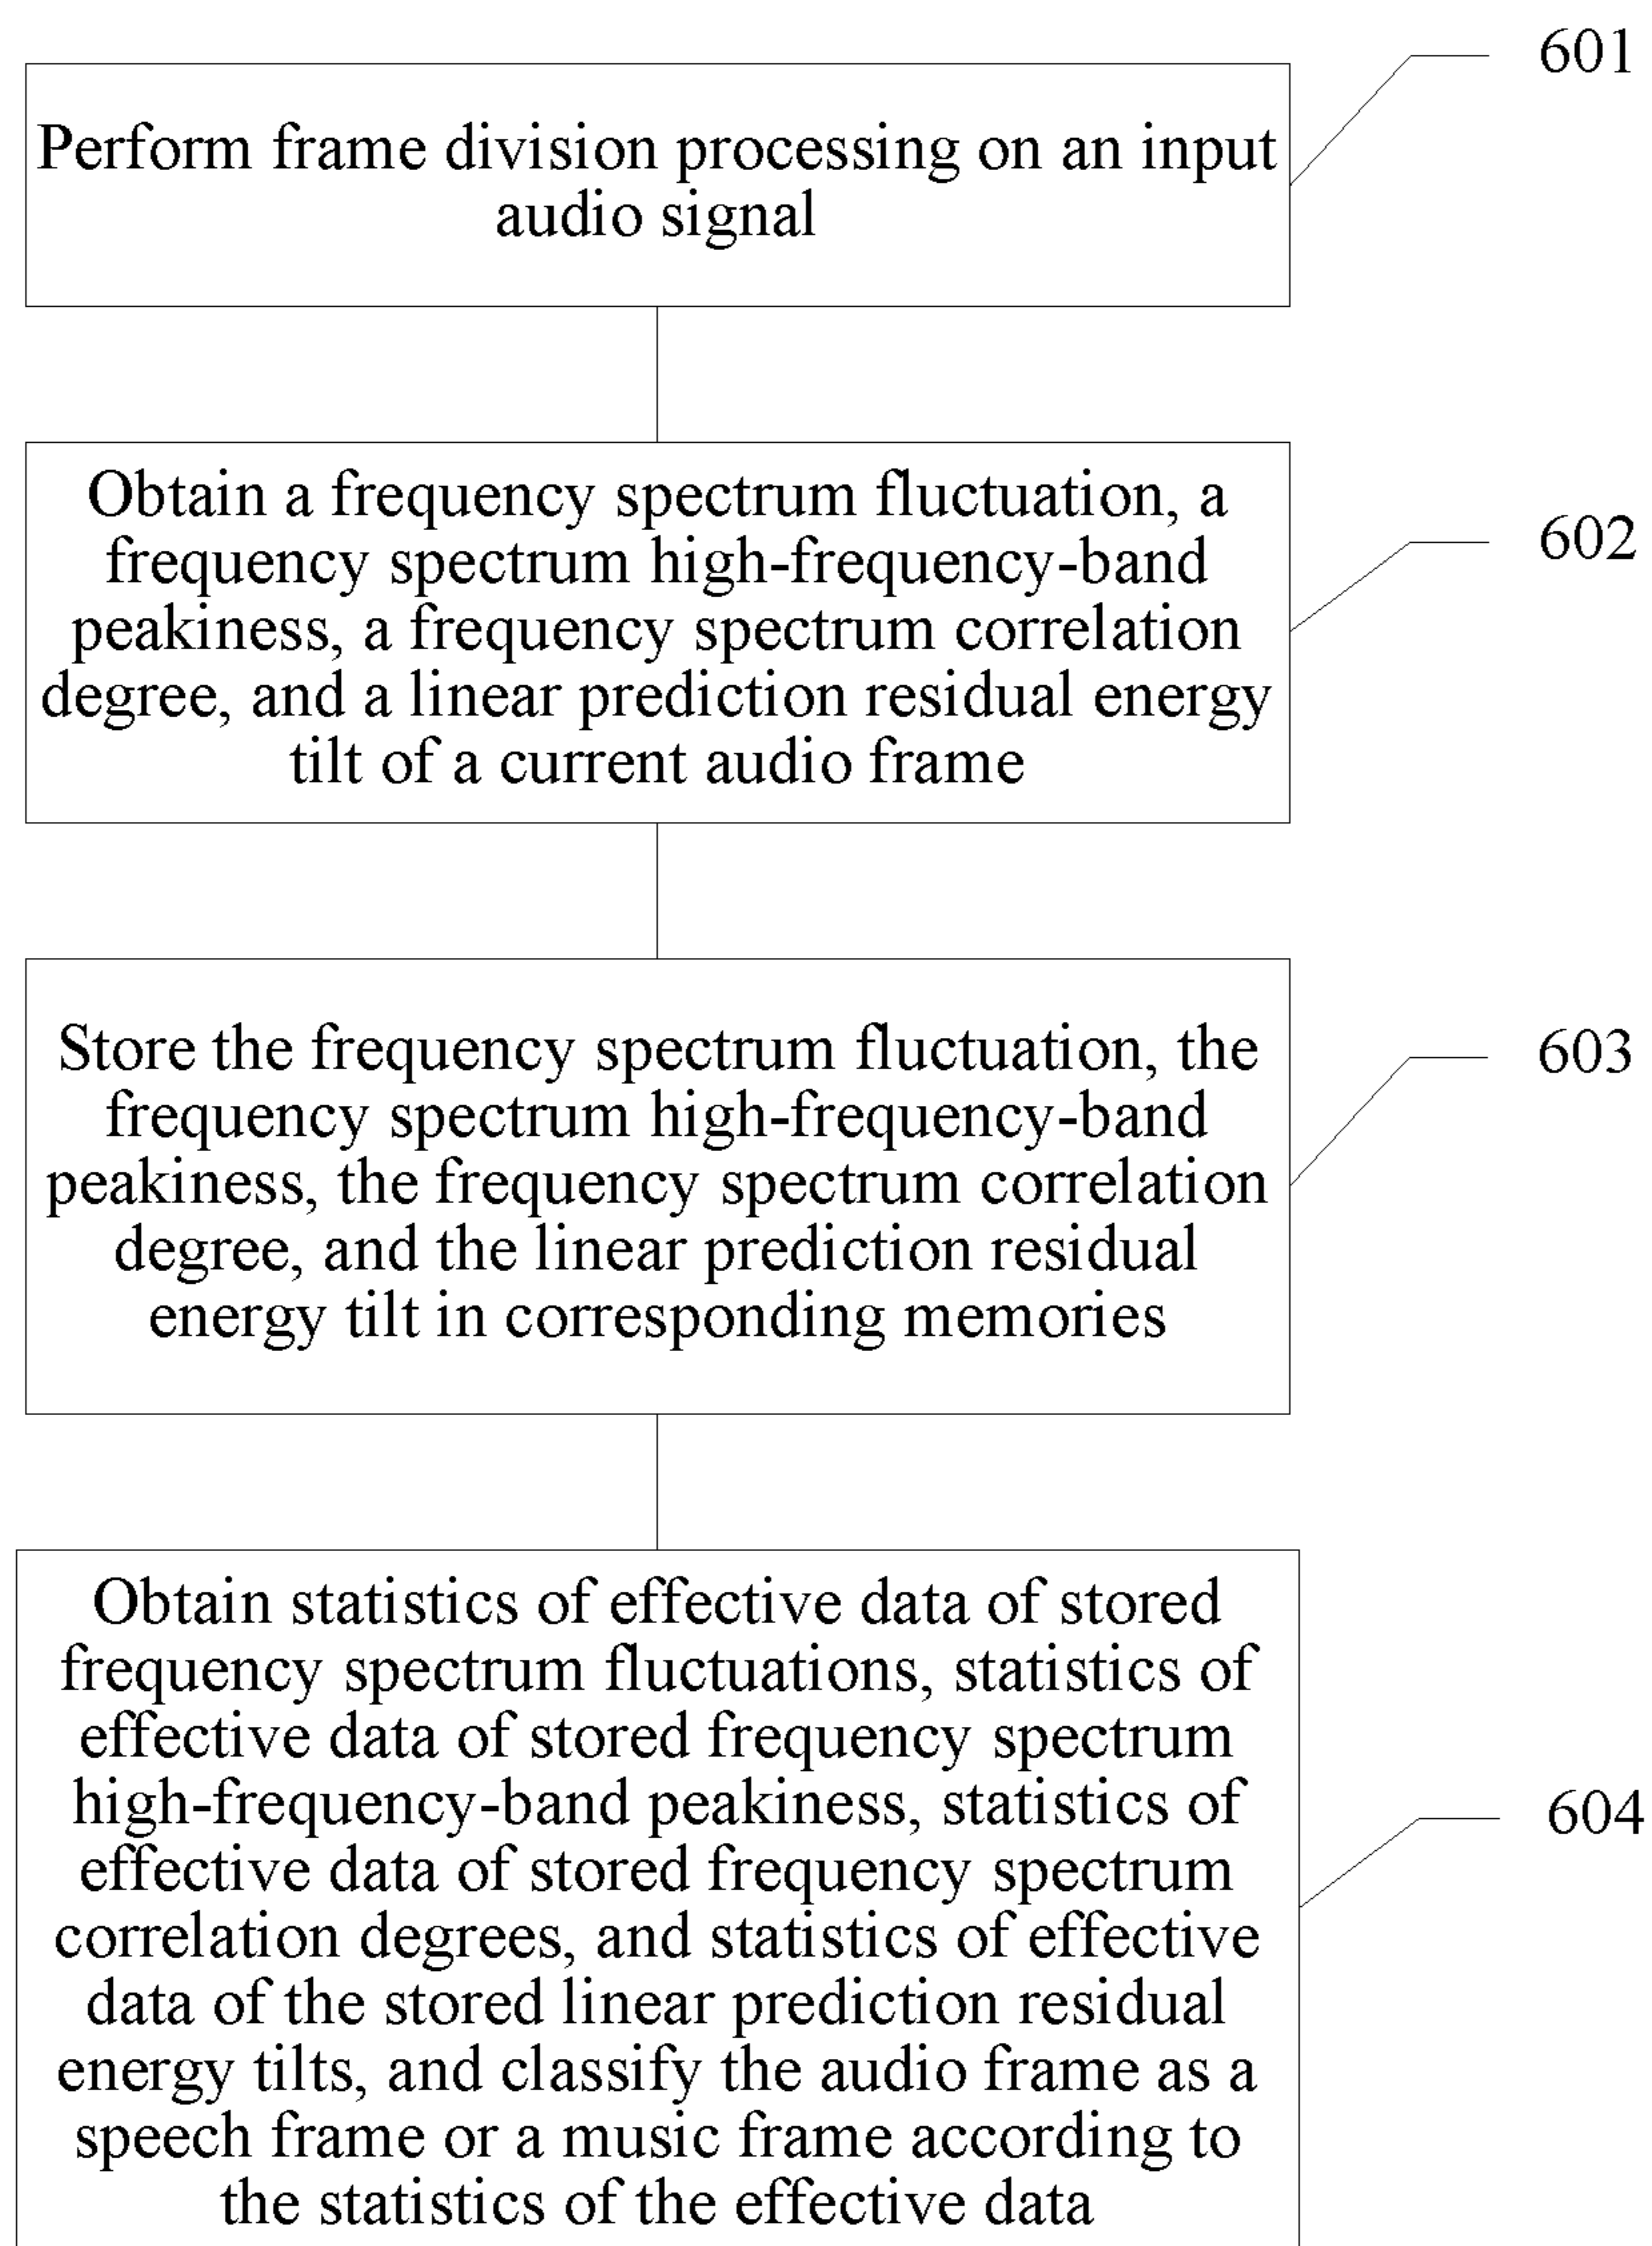 601
Perform frame division processing on an input
audio signal
Obtain a frequency spectrum fluctuation, a
frequency spectrum high-frequency-band
peakiness, a frequency spectrum correlation
degree, and a linear prediction residual energy
tilt of a current audio frame
602
Store the frequency spectrum fluctuation, the
frequency spectrum high-frequency-band
peakiness, the frequency spectrum correlation
degree, and the linear prediction residual
energy tilt in corresponding memories
603
Obtain statistics of effective data of stored
frequency spectrum fluctuations, statistics of
effective data of stored frequency spectrum
high-frequency-band peakiness, statistics of
effective data of stored frequency spectrum
correlation degrees, and statistics of effective
data of the stored linear prediction residual
energy tilts, and classify the audio frame as a
speech frame or a music frame according to
the statistics of the effective data
604